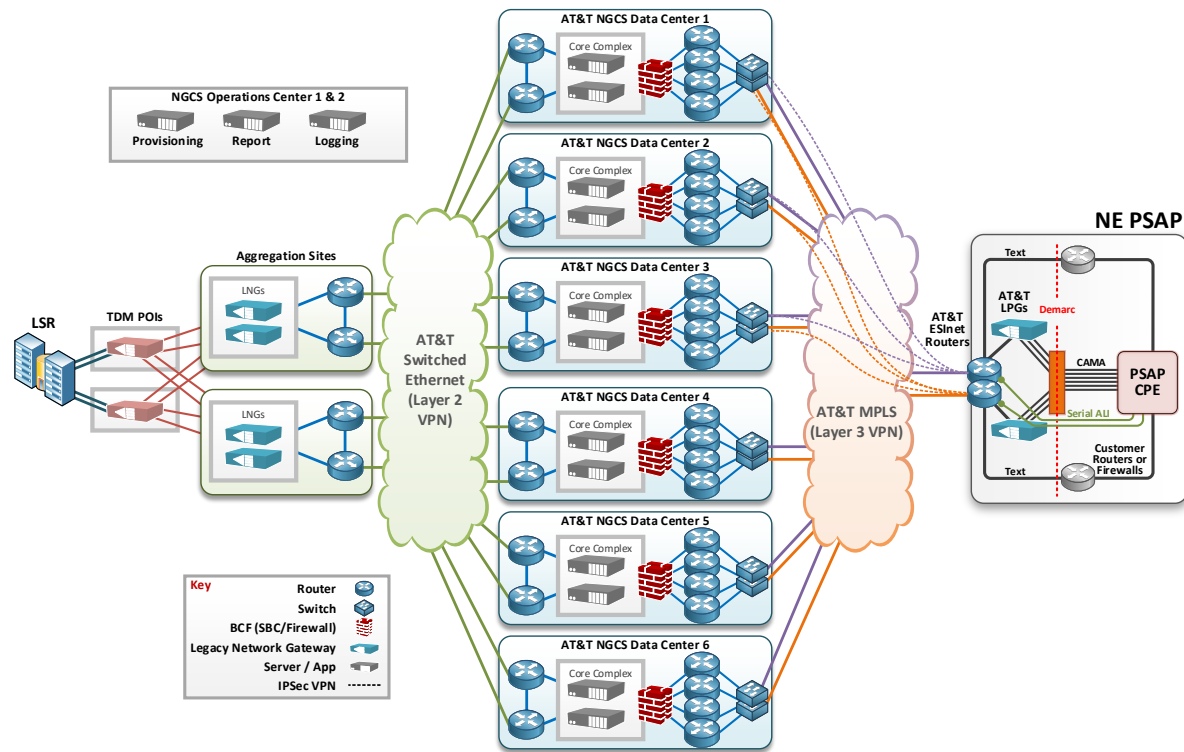 AT&T NGCS Data Center 1
Core Complex
NGCS Operations Center 1 & 2
Provisioning
Report
Logging
AT&T NGCS Data Center 2
Core Complex
NE PSAP
Aggregation Sites
LNGs
LNGs
TDM POIs
LSR
AT&T
Switched
Ethernet
(Layer 2
VPN)
AT&T NGCS Data Center 3
Core Complex
AT&T NGCS Data Center 4
Core Complex
AT&T MPLS
(Layer 3 VPN)
Text
AT&T
LPGs
Demarc
AT&T
ESInet
Routers
CAMA
PSAP
CPE
Serial ALI
Customer
Routers or
Firewalls
Text
AT&T NGCS Data Center 5
Core Complex
AT&T NGCS Data Center 6
Core Complex
Key
Router
Switch
BCF (SBC/Firewall)
Legacy Network Gateway
Server / App
IPSec VPN